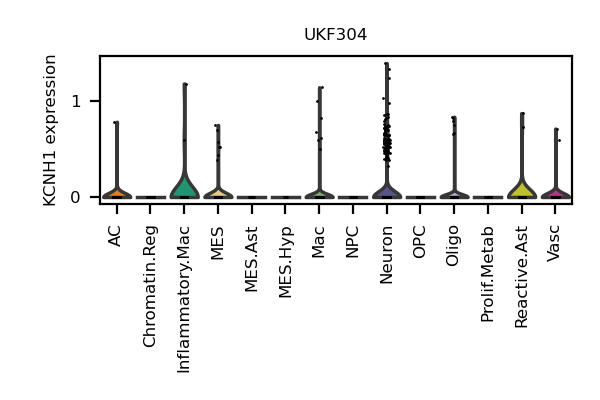 UKF304
KCNH1 expression
1
0
AC
Chromatin.Reg
Inflammatory.Mac
MES
MES.Ast
MES.Hyp
Mac
NPC
Neuron
OPC
Oligo
Prolif.Metab
Reactive.Ast
Vasc